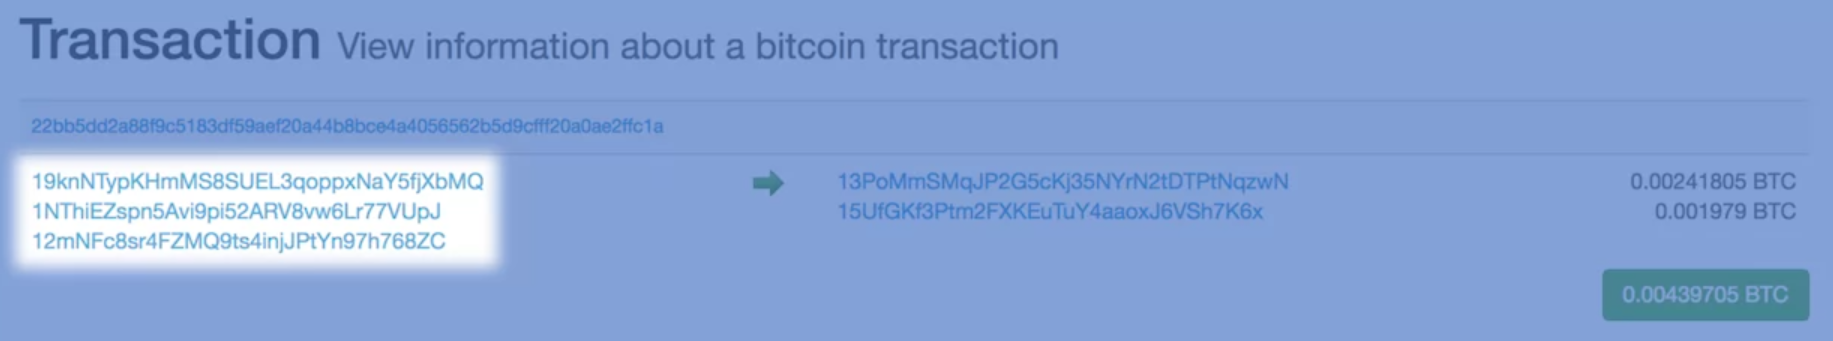 Transaction View information about a bitcoin transaction
22bb5dd2a88f9c5183df59aef20a44b8bce4a4056562b5d9cfff20a0ae2ffc1a
19knNTypKHmMS8SUEL3qoppxNaY5fjXbMQ
1NThiEZspn5Avi9pi52ARV8vw6Lr77VUpJ
12mNFc8sr4FZMQ9ts4injJPtYn97h768ZC
13PoMmSMqJP2G5cKj35NYrN2tDTPtNqzwN 0.00241805 BTC
15UfGKf3Ptm2FXKEuTuY4aaoxJ6VSh7K6x 0.001979 BTC
0.00439705 BTC